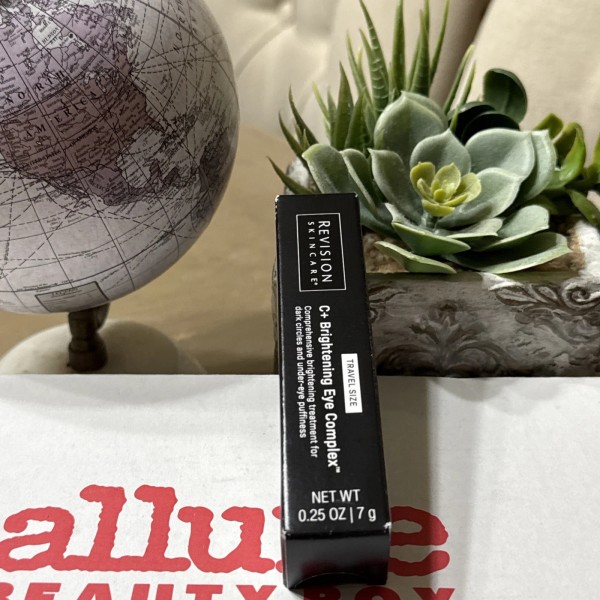 REVISION
SKINCARE®
C+ Brightening Eye Complex™
TRAVEL SIZE
Comprehensive brightening treatment for
dark circles and under-eye puffiness
NET WT
0.25 OZ | 7 g
allure
BEAUTY BOX